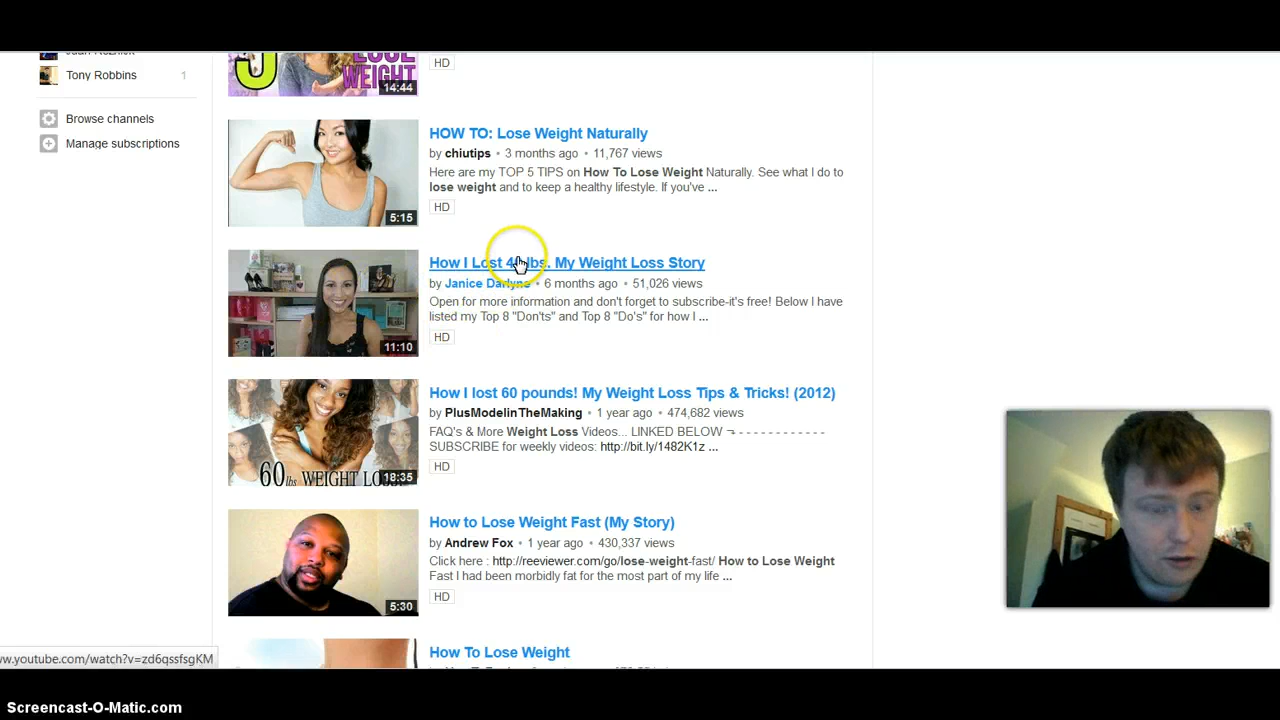 LOSE
WEIGHT
14:44
HD
Tony Robbins 1
Browse channels
Manage subscriptions
HOW TO: Lose Weight Naturally
by chiutips • 3 months ago • 11,767 views
Here are my TOP 5 TIPS on How To Lose Weight Naturally. See what I do to
lose weight and to keep a healthy lifestyle. If you've ...
HD
5:15
How I Lost lbs. My Weight Loss Story
by Janice • 6 months ago • 51,026 views
Open for more information and don't forget to subscribe-it's free! Below I have
listed my Top 8 "Don'ts" and Top 8 "Do's" for how I ...
HD
11:10
How I lost 60 pounds! My Weight Loss Tips & Tricks! (2012)
by PlusModelinTheMaking • 1 year ago • 474,682 views
FAQ's & More Weight Loss Videos... LINKED BELOW ¬- - - - - - - - - - - - -
SUBSCRIBE for weekly videos: http://bit.ly/1482K1z ...
HD
60lbs WEIGHT
18:35
How to Lose Weight Fast (My Story)
by Andrew Fox • 1 year ago • 430,337 views
Click here : http://reeviewer.com/go/lose-weight-fast/ How to Lose Weight
Fast I had been morbidly fat for the most part of my life ...
HD
5:30
How To Lose Weight
ww.youtube.com/watch?v=zd6qssfsgKM
Screencast-O-Matic.com